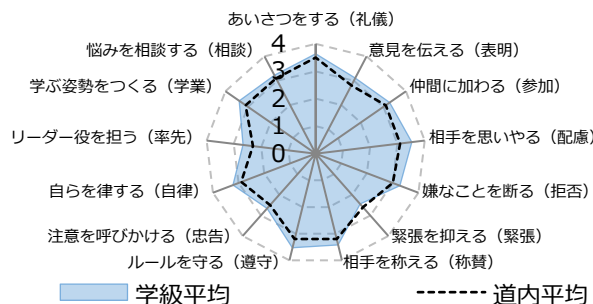 あいさつをする（礼儀）
悩みを相談する（相談）
4
意見を伝える（表明）
3
学ぶ姿勢をつくる（学業）
仲間に加わる（参加）
2
リーダー役を担う（率先）
1
相手を思いやる（配慮）
0
自らを律する（自律）
嫌なことを断る（拒否）
注意を呼びかける（忠告）
緊張を抑える（緊張）
ルールを守る（遵守）
相手を称える（称賛）
学級平均
道内平均